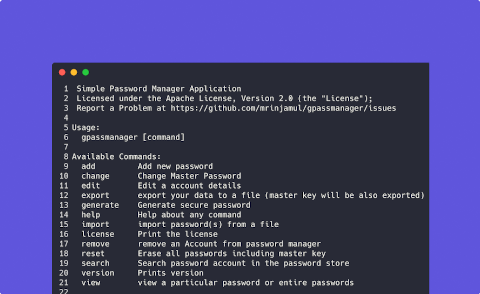 1 Simple Password Manager Application
2 Licensed under the Apache License, Version 2.0 (the "License");
3 Report a Problem at https://github.com/mrinjamul/gpassmanager/issues
4
5 Usage:
6 gpassmanager [command]
7
8 Available Commands:
9 add Add new password
10 change Change Master Password
11 edit Edit a account details
12 export export your data to a file (master key will be also exported)
13 generate Generate secure password
14 help Help about any command
15 import import password(s) from a file
16 license Print the license
17 remove remove an Account from password manager
18 reset Erase all passwords including master key
19 search Search password account in the password store
20 version Prints version
21 view view a particular password or entire passwords
22